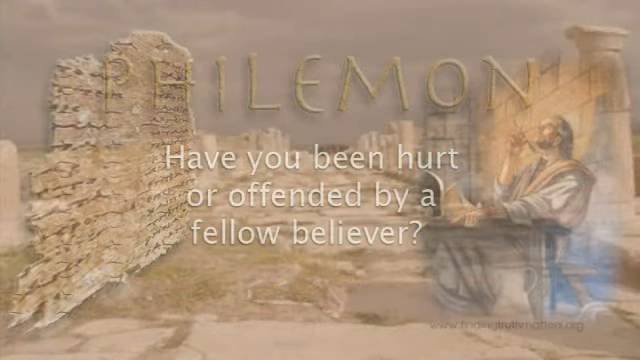 PHILEMON
Have you been hurt
or offended by a
fellow believer?
www.findingtruthmatters.org